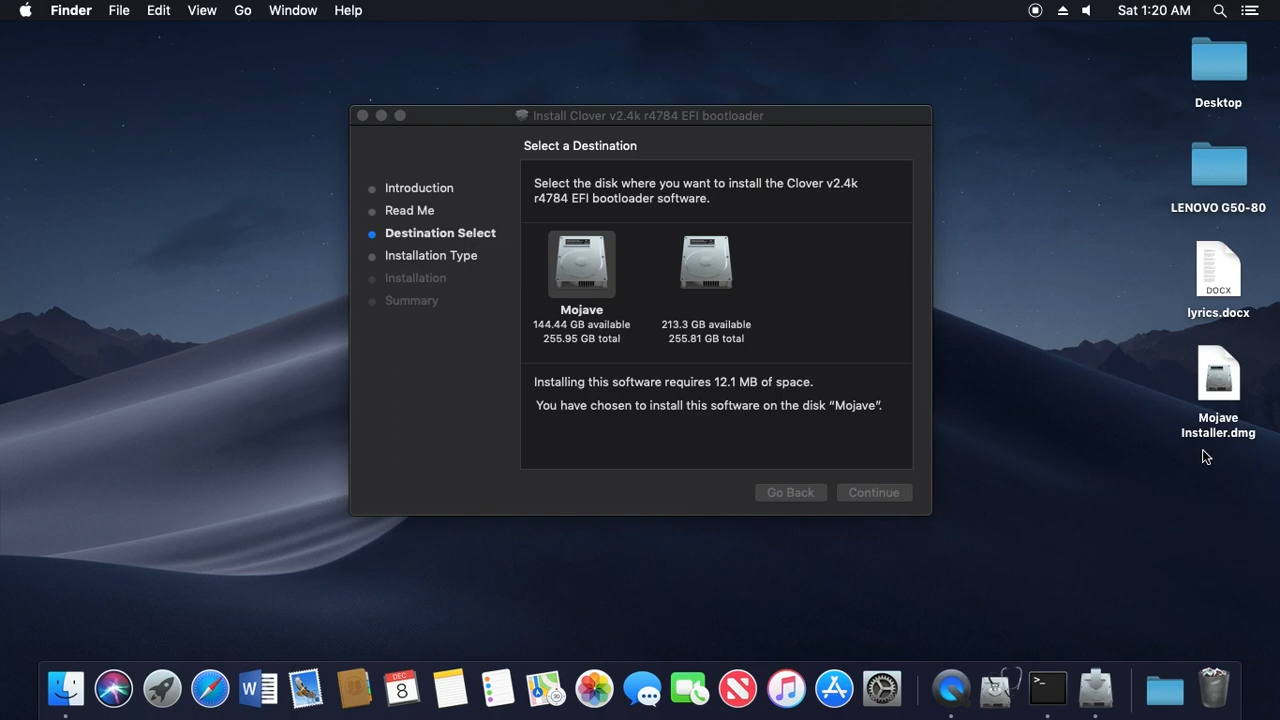 Finder File Edit View Go Window Help Sat 1:20 AM
Install Clover v2.4k r4784 EFI bootloader
Select a Destination
Introduction
Read Me
Destination Select
Installation Type
Installation
Summary
Select the disk where you want to install the Clover v2.4k
r4784 EFI bootloader software.
Mojave
144.44 GB available
255.95 GB total
213.3 GB available
255.81 GB total
Installing this software requires 12.1 MB of space.
You have chosen to install this software on the disk “Mojave”.
Go Back Continue
Desktop
LENOVO G50-80
DOCX
lyrics.docx
Mojave
Installer.dmg
W
DEC
8
>_